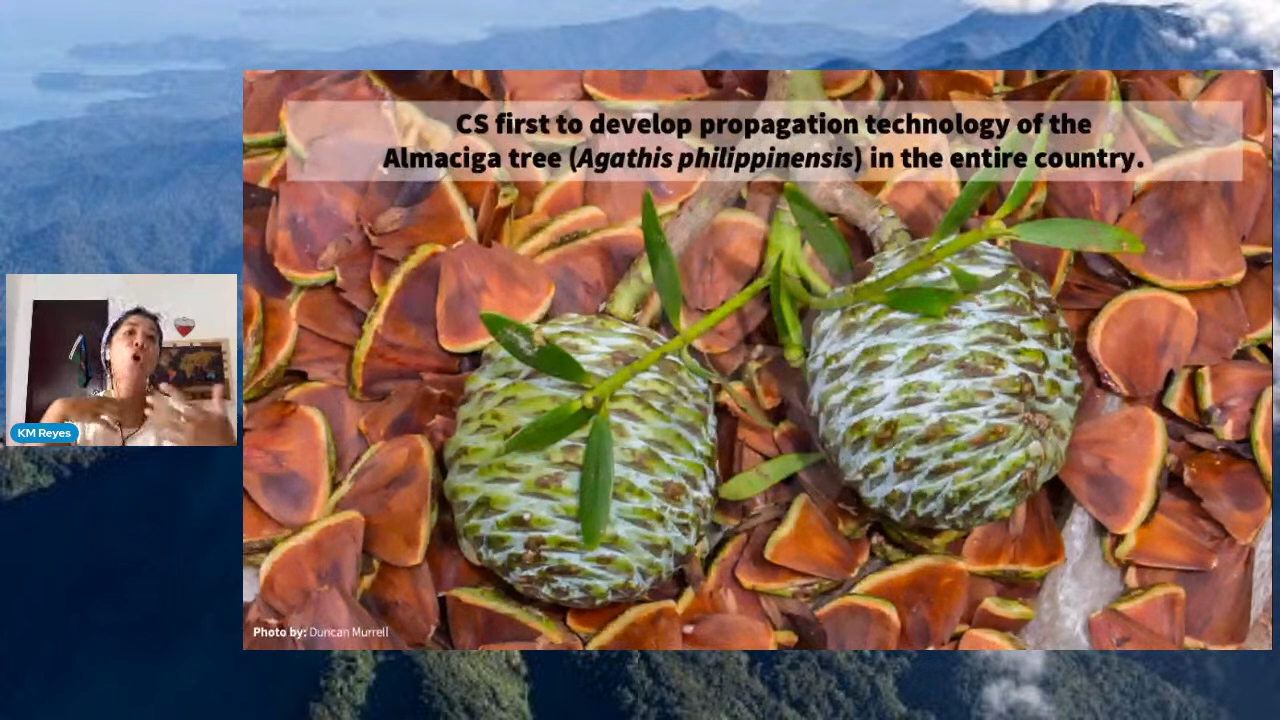 CS first to develop propagation technology of the
Almaciga tree (Agathis philippinensis) in the entire country.
KM Reyes
Photo by: Duncan Murrell